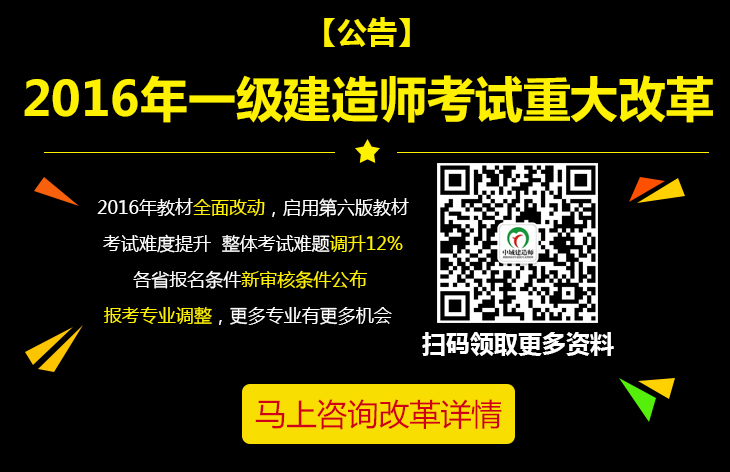 【公告】
2016年一级建造师考试重大改革
2016年教材全面改动，启用第六版教材
考试难度提升 整体考试难题调升12%
各省报名条件新审核条件公布
报考专业调整，更多专业有更多机会
中城建造师
扫码领取更多资料
马上咨询改革详情